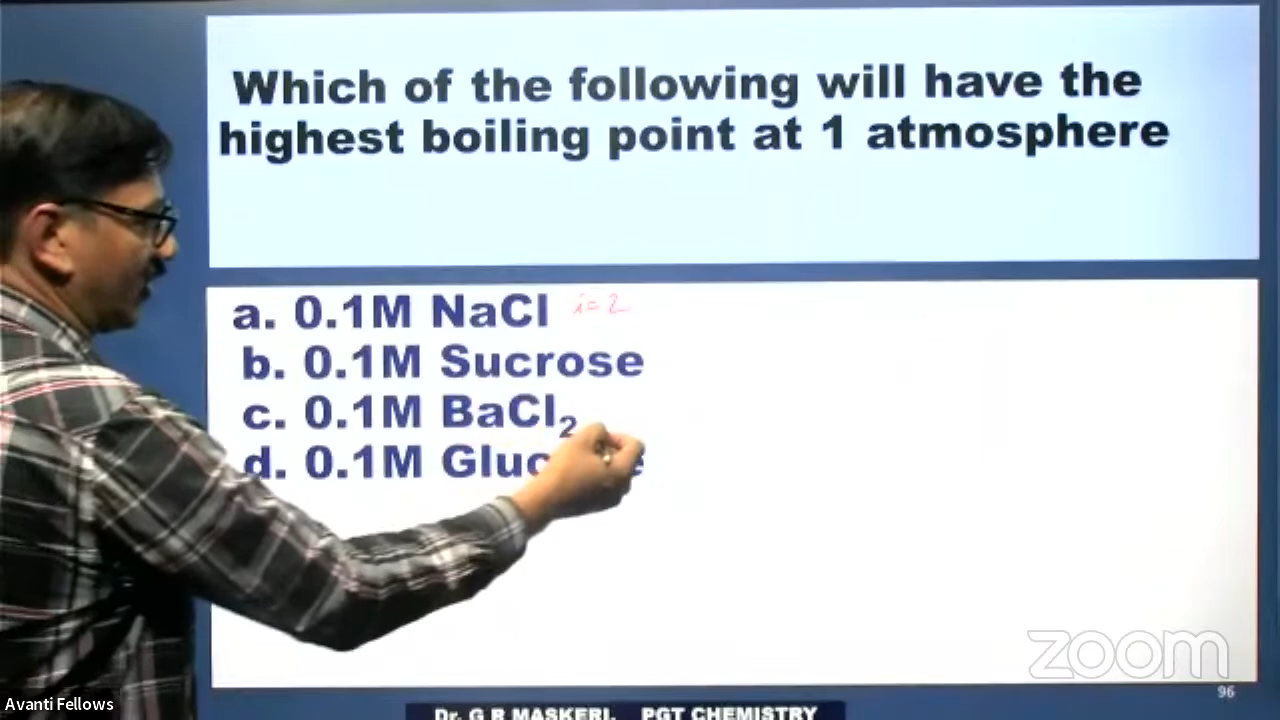 Which of the following will have the
highest boiling point at 1 atmosphere
a. 0.1M NaCl i=2
b. 0.1M Sucrose
c. 0.1M BaCl₂
d. 0.1M Gluc
zoom
96
Avanti Fellows
Dr. G R MASKERI, PGT CHEMISTRY